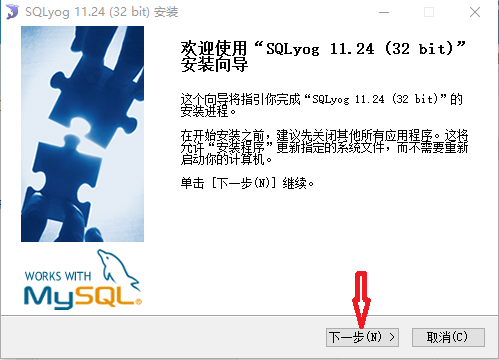 SQLyog 11.24 (32 bit) 安装
欢迎使用“SQLyog 11.24 (32 bit)”
安装向导
这个向导将指引你完成“SQLyog 11.24 (32 bit)”的
安装进程。
在开始安装之前，建议先关闭其他所有应用程序。这将
允许“安装程序”更新指定的系统文件，而不需要重新
启动你的计算机。
单击 [下一步(N)] 继续。
WORKS WITH
MySQL®
下一步(N) >
取消(C)